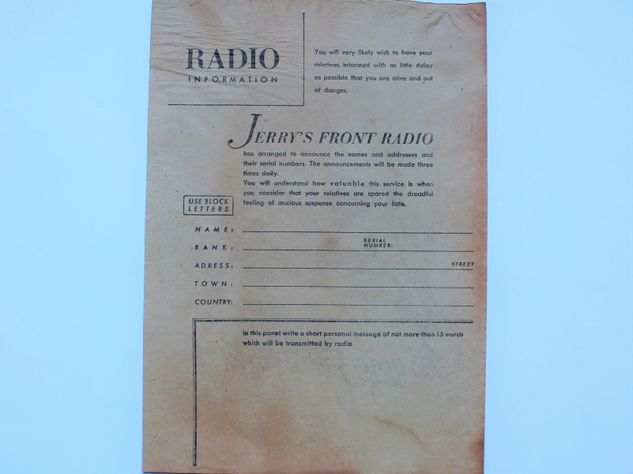 RADIO
INFORMATION
You will very likely wish to have your
relatives informed with as little delay
as possible that you are alive and out
of danger.
JERRY'S FRONT RADIO
has arranged to announce the names and addresses and
their serial numbers. The announcements will be made three
times daily.
You will understand how valuable this service is when
you consider that your relatives are spared the dreadful
feeling of anxious suspense concerning your fate.
USE BLOCK
LETTERS
NAME:
RANK:
SERIAL
NUMBER:
ADRESS:
STREET
TOWN:
COUNTRY:
in this panel write a short personal message of not more than 15 words
which will be transmitted by radio